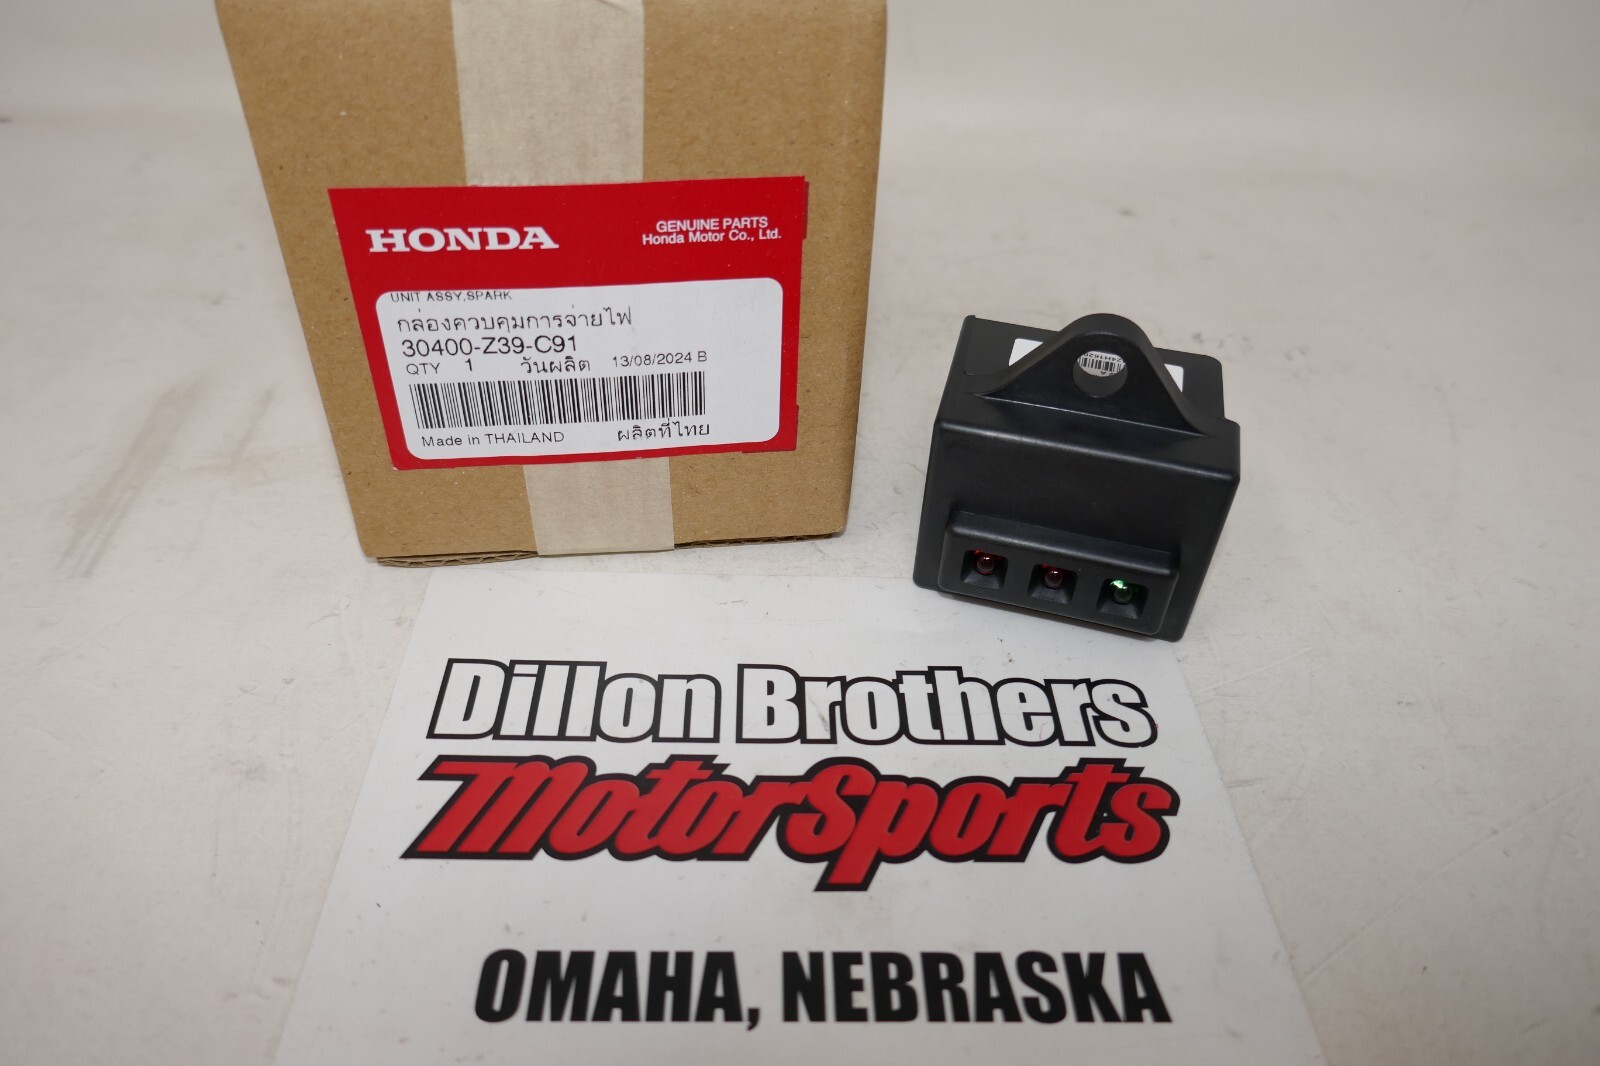 HONDA
GENUINE PARTS
Honda Motor Co., Ltd.
UNIT ASSY,SPARK
กล่องควบคุมการจ่ายไฟ
30400-Z39-C91
QTY 1 วันผลิต 13/08/2024 B
Made in THAILAND ผลิตที่ไทย
Dillon Brothers
MotorSports
OMAHA, NEBRASKA